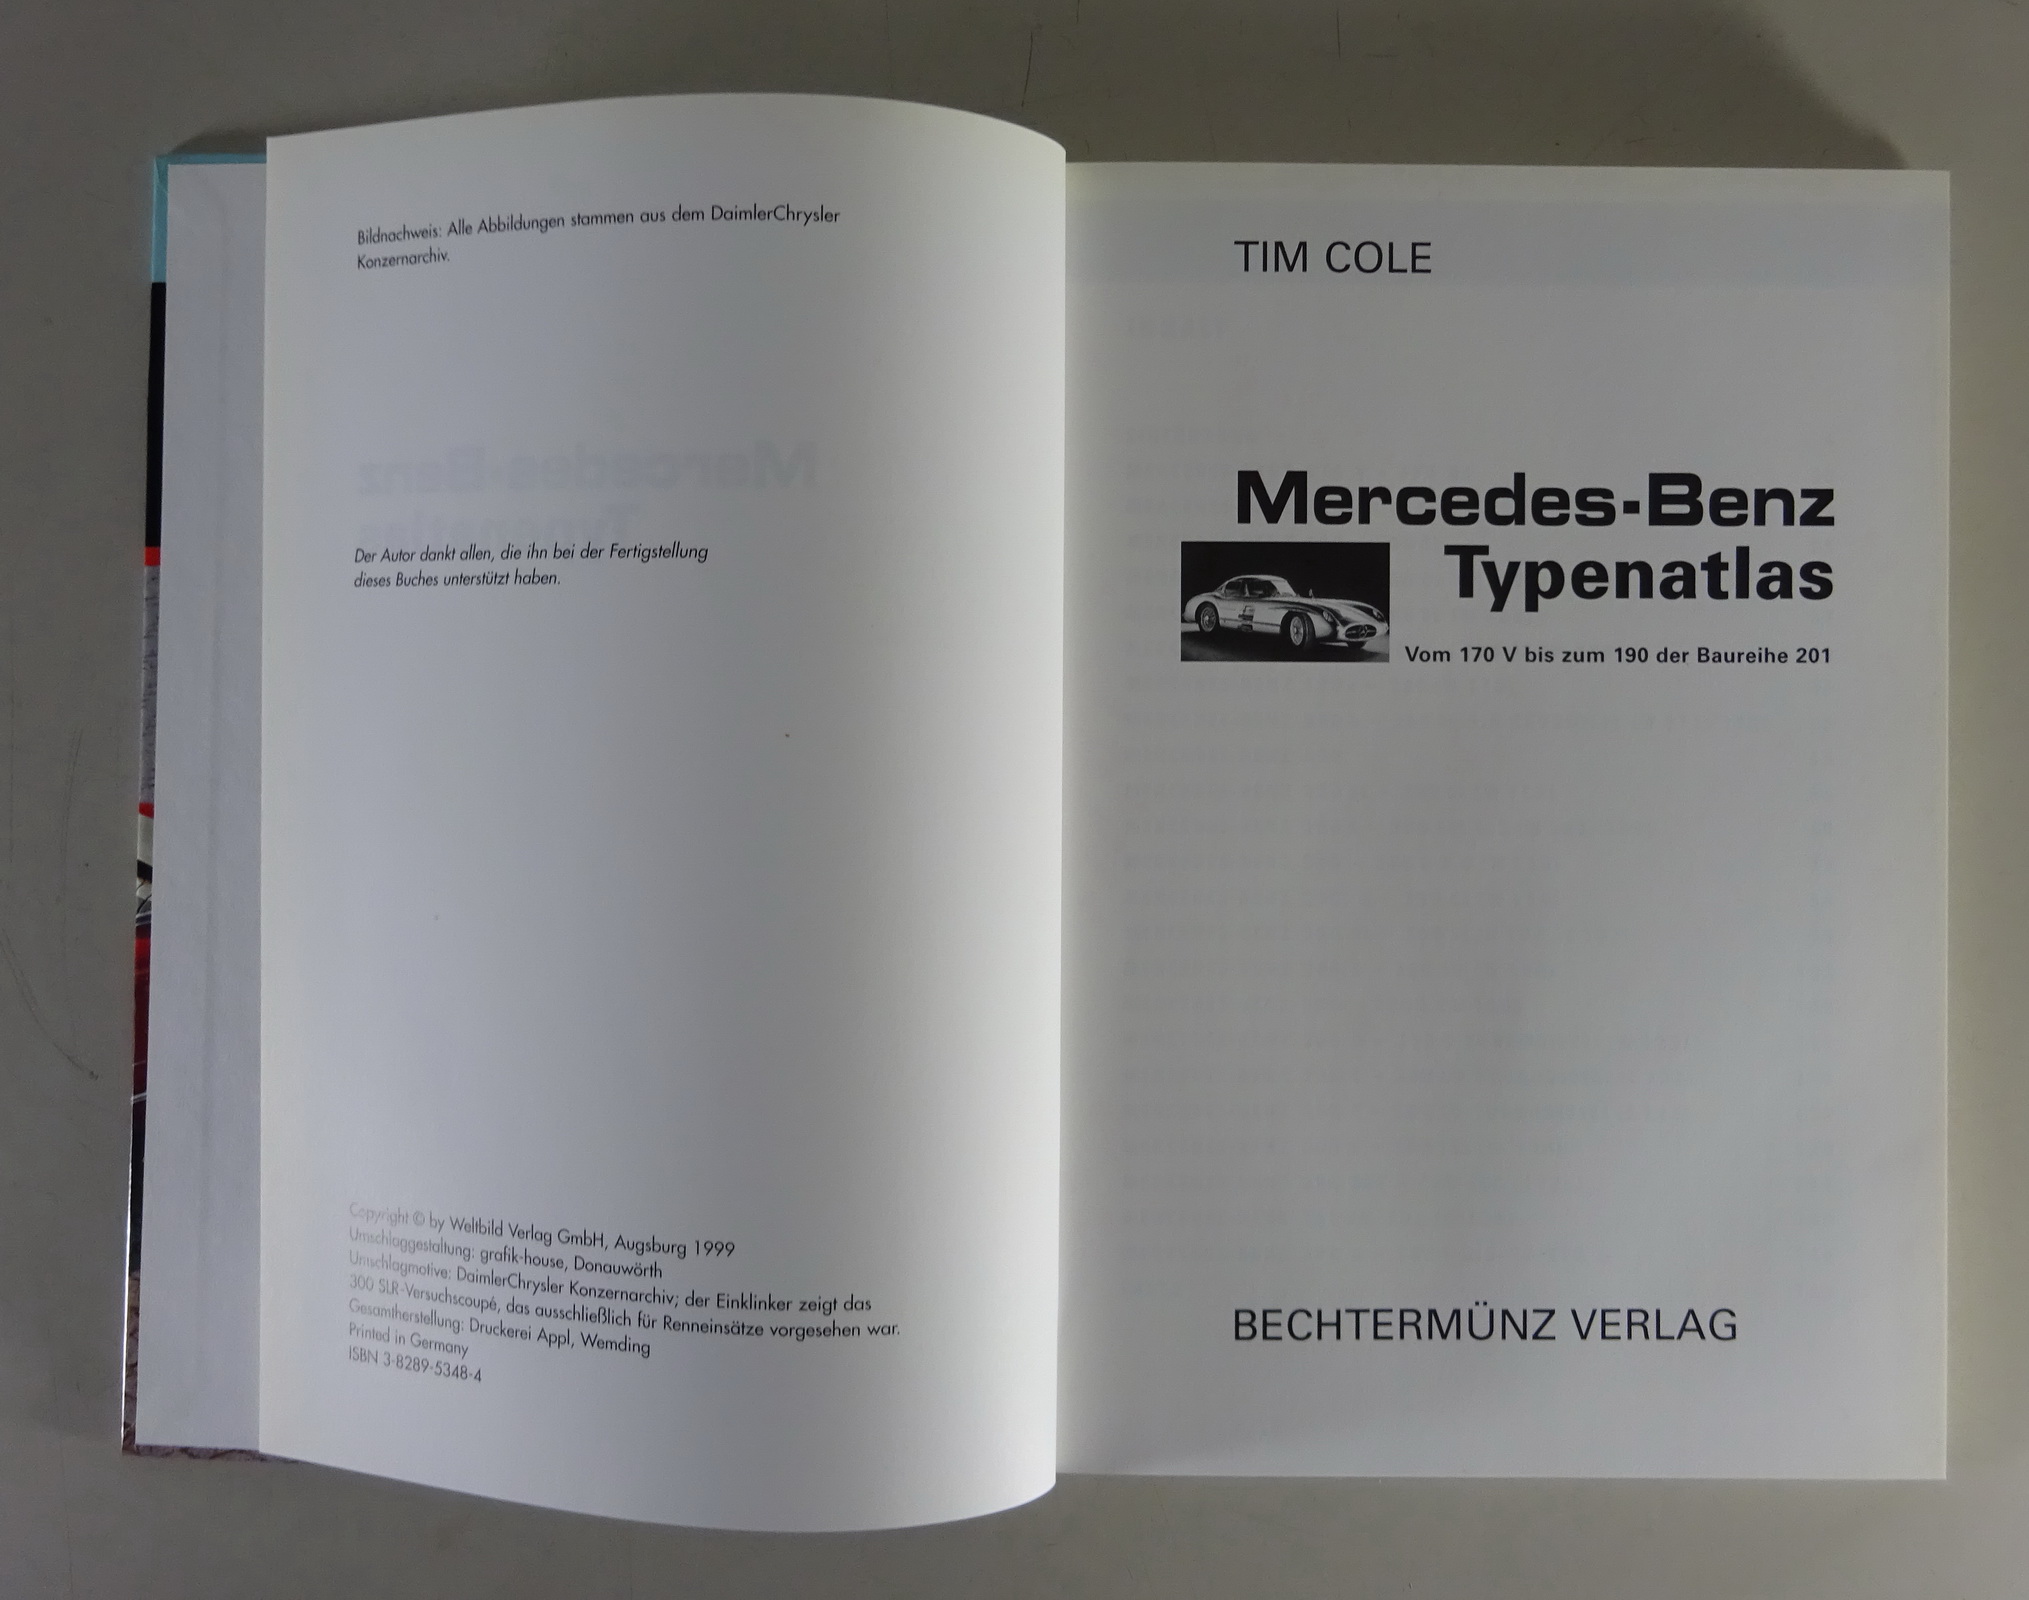 Bildnachweis: Alle Abbildungen stammen aus dem DaimlerChrysler
Konzernarchiv.
Der Autor dankt allen, die ihn bei der Fertigstellung
dieses Buches unterstützt haben.
Copyright © by Weltbild Verlag GmbH, Augsburg 1999
Umschlaggestaltung: grafik-house, Donauwörth
Umschlagmotive: DaimlerChrysler Konzernarchiv; der Einklinker zeigt das
300 SLR-Versuchscoupé, das ausschließlich für Renneinsätze vorgesehen war.
Gesamtherstellung: Druckerei Appl, Wemding
Printed in Germany
ISBN 3-8289-5348-4
TIM COLE
Mercedes-Benz
Typenatlas
Vom 170 V bis zum 190 der Baureihe 201
BECHTERMÜNZ VERLAG